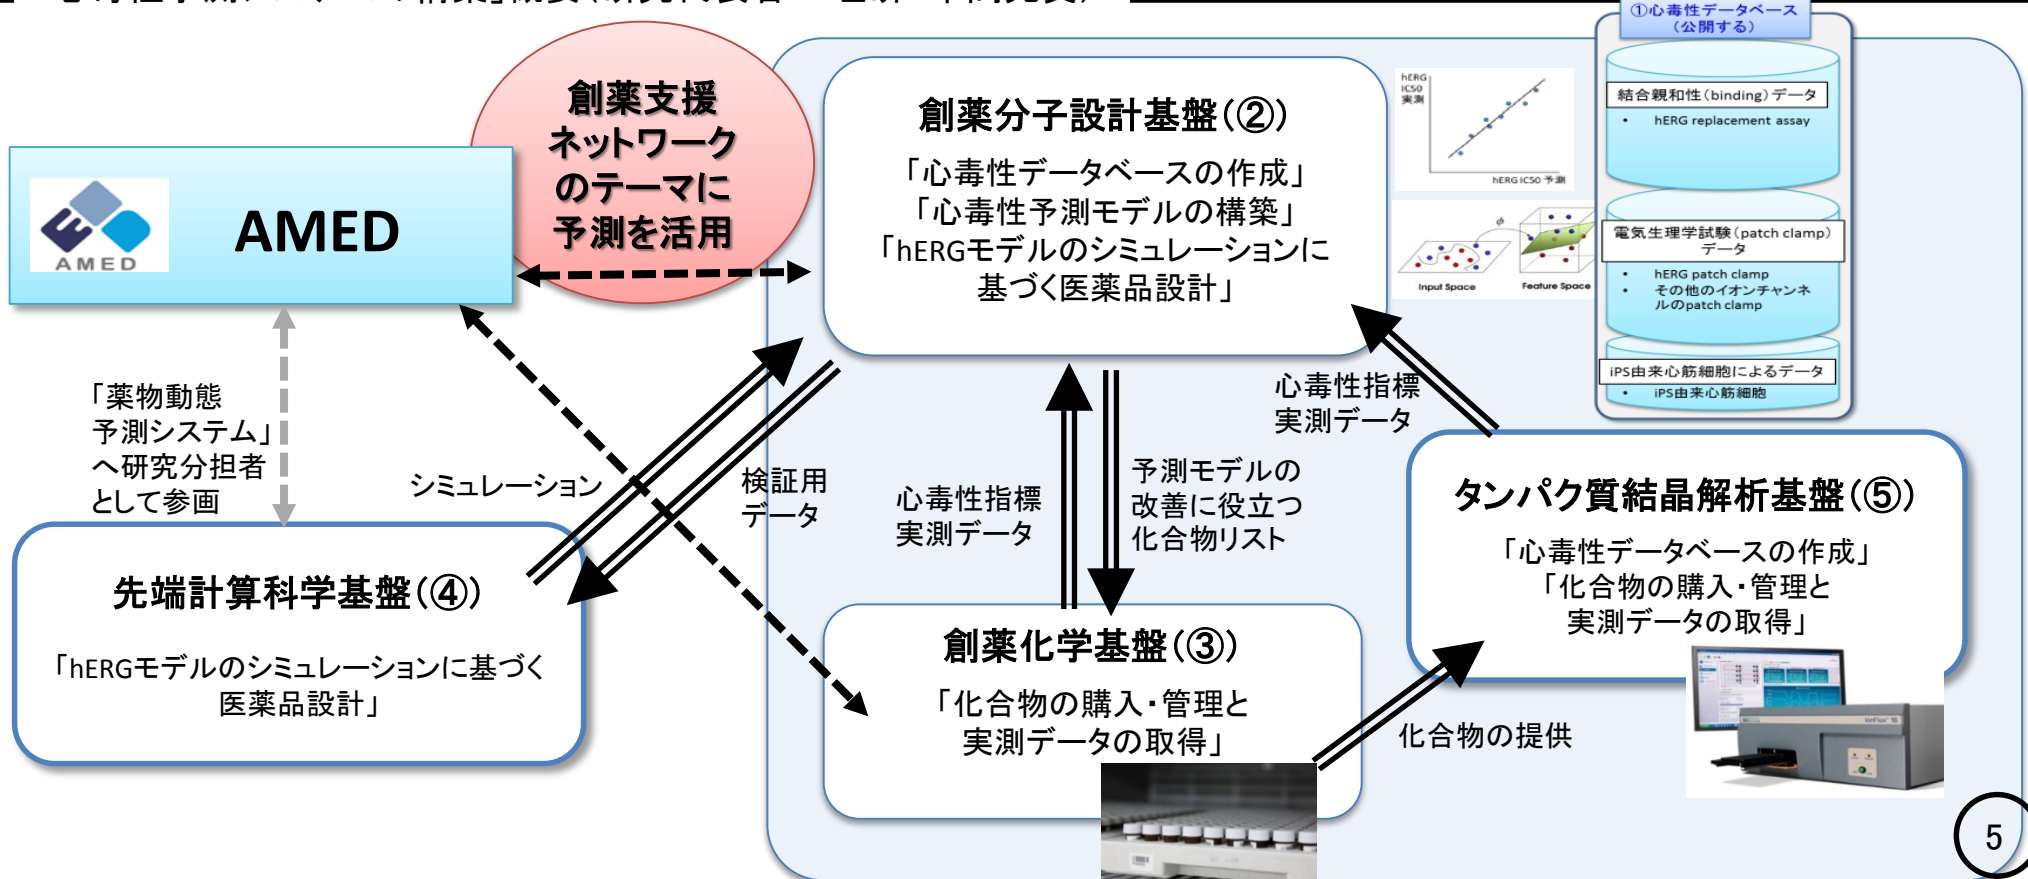 ①心毒性データベース
(公開する)
創薬支援
ネットワーク
のテーマに
予測を活用
AMED
AMED
創薬分子設計基盤(②)
「心毒性データベースの作成」
「心毒性予測モデルの構築」
「hERGモデルのシミュレーションに
基づく医薬品設計」
hERG
IC50
実測
hERG IC50 予測
φ
Input Space
Feature Space
結合親和性(binding)データ
• hERG replacement assay
電気生理学試験(patch clamp)
データ
• hERG patch clamp
• その他のイオンチャンネ
ルのpatch clamp
iPS由来心筋細胞によるデータ
• iPS由来心筋細胞
「薬物動態
予測システム」
へ研究分担者
として参画
シミュレーション
検証用
データ
心毒性指標
実測データ
予測モデルの
改善に役立つ
化合物リスト
心毒性指標
実測データ
タンパク質結晶解析基盤(⑤)
「心毒性データベースの作成」
「化合物の購入・管理と
実測データの取得」
先端計算科学基盤(④)
「hERGモデルのシミュレーションに基づく
医薬品設計」
創薬化学基盤(③)
「化合物の購入・管理と
実測データの取得」
化合物の提供
IonFlux 16
5